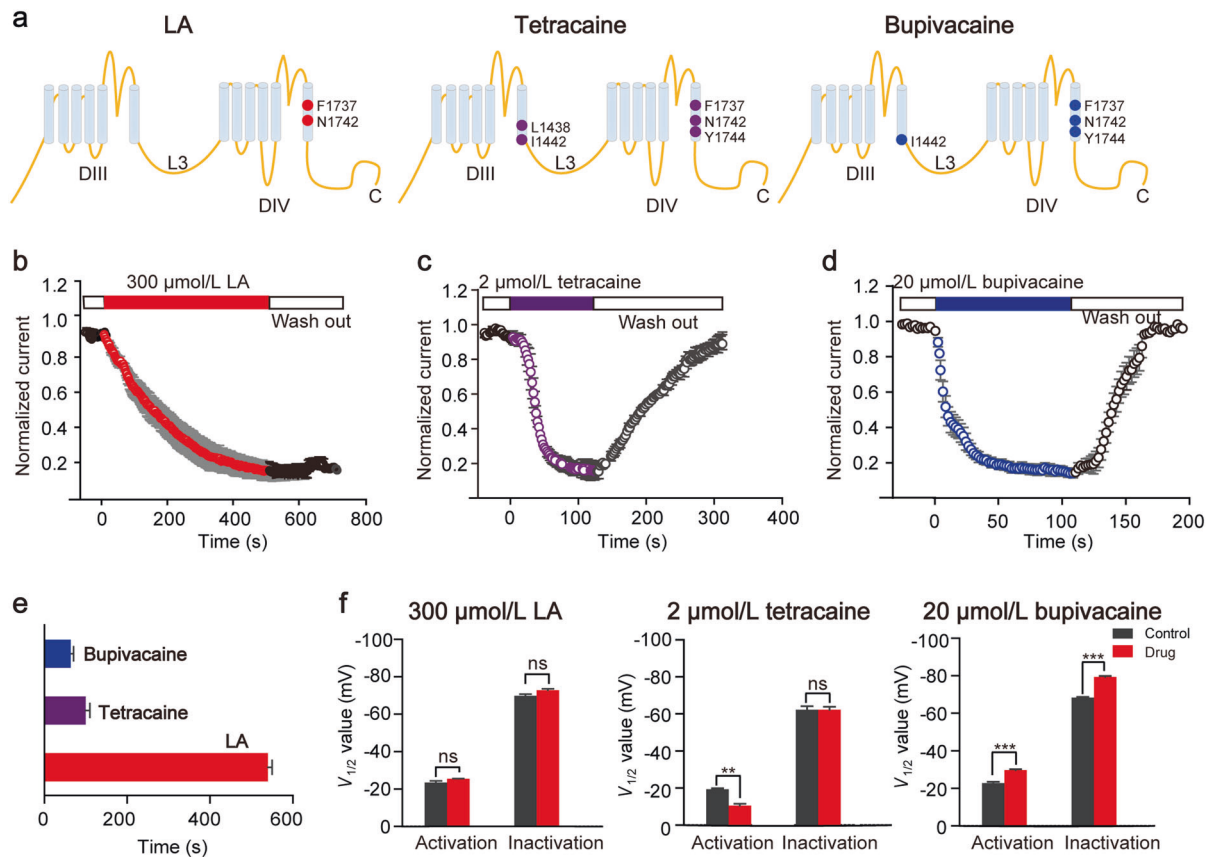 a
LA
Tetracaine
Bupivacaine
F1737
N1742
L3
DIII
DIV
C
L1438
I1442
F1737
N1742
Y1744
L3
DIII
DIV
C
I1442
F1737
N1742
Y1744
L3
DIII
DIV
C
b
300 μmol/L LA
Wash out
Normalized current
1.2
1.0
0.8
0.6
0.4
0.2
0 200 400 600 800
Time (s)
c
2 μmol/L tetracaine
Wash out
Normalized current
1.2
1.0
0.8
0.6
0.4
0.2
0
0 100 200 300 400
Time (s)
d
20 μmol/L bupivacaine
Wash out
Normalized current
1.2
1.0
0.8
0.6
0.4
0.2
0
0 50 100 150 200
Time (s)
e
Bupivacaine
Tetracaine
LA
0 200 400 600
Time (s)
f
300 μmol/L LA
V1/2 value (mV)
-100
-80
-60
-40
-20
0
ns
ns
Activation Inactivation
2 μmol/L tetracaine
V1/2 value (mV)
-100
-80
-60
-40
-20
0
**
ns
Activation Inactivation
20 μmol/L bupivacaine
Control
Drug
V1/2 value (mV)
-100
-80
-60
-40
-20
0
***
***
Activation Inactivation